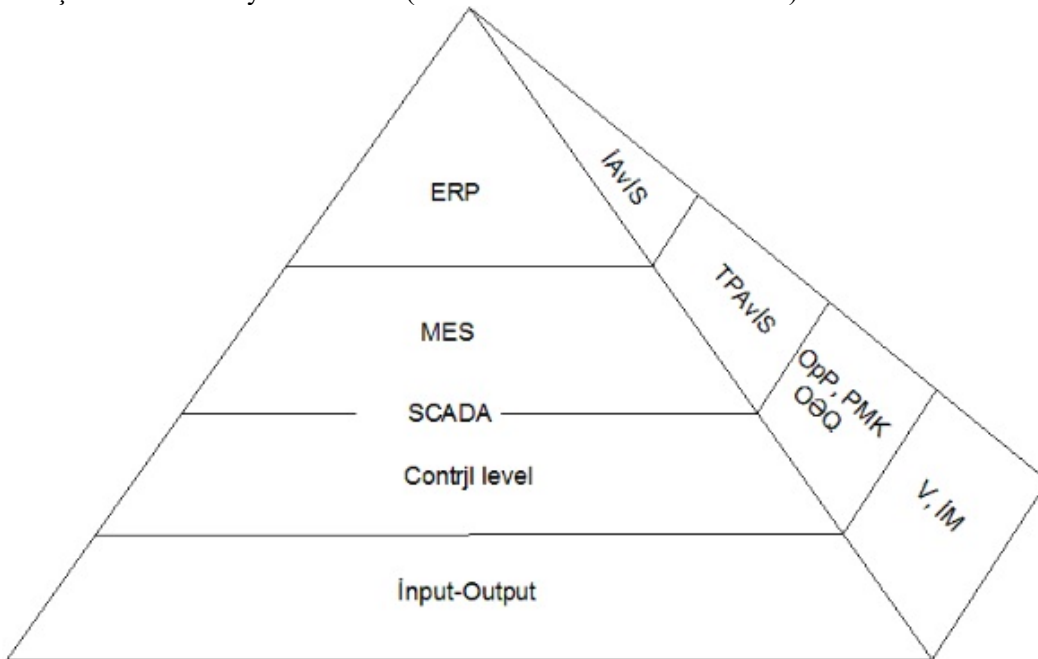 ERP
İAvİS
MES
TPAvİS
SCADA
OpP, PMK
OƏQ
Contrjl level
V, İM
İnput-Output